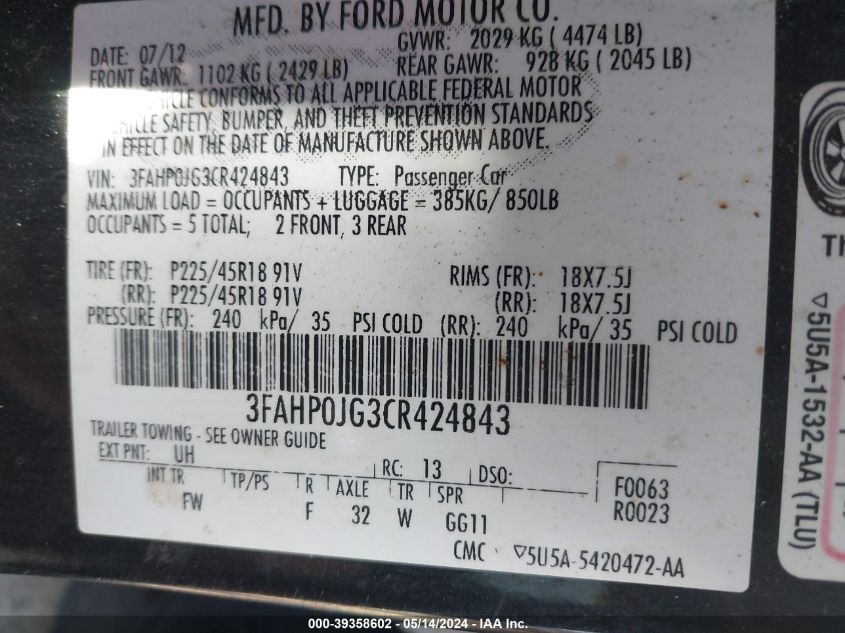 MFD. BY FORD MOTOR CO.
DATE: 07/12 GVWR: 2029 KG ( 4474 LB)
FRONT GAWR: 1102 KG ( 2429 LB) REAR GAWR: 928 KG ( 2045 LB)
CONFORMS TO ALL APPLICABLE FEDERAL MOTOR
SAFETY, BUMPER, AND THEFT PREVENTION STANDARDS
IN EFFECT ON THE DATE OF MANUFACTURE SHOWN ABOVE.
VIN: 3FAHP0JG3CR424843 TYPE: Passenger Car
MAXIMUM LOAD = OCCUPANTS + LUGGAGE = 385KG/ 850LB
OCCUPANTS = 5 TOTAL; 2 FRONT, 3 REAR
TIRE (FR): P225/45R18 91V RIMS (FR): 18X7.5J
(RR): P225/45R18 91V (RR): 18X7.5J
PRESSURE (FR): 240 kPa/ 35 PSI COLD (RR): 240 kPa/ 35 PSI COLD
3FAHP0JG3CR424843
TRAILER TOWING - SEE OWNER GUIDE
EXT PNT: UH RC: 13 DSO: F0063
INT TR TP/PS R AXLE TR SPR R0023
FW F 32 W GG11
CMC ▽5U5A-5420472-AA
▽5U5A-1532-AA (TLU)
000-39358602 - 05/14/2024 - IAA Inc.